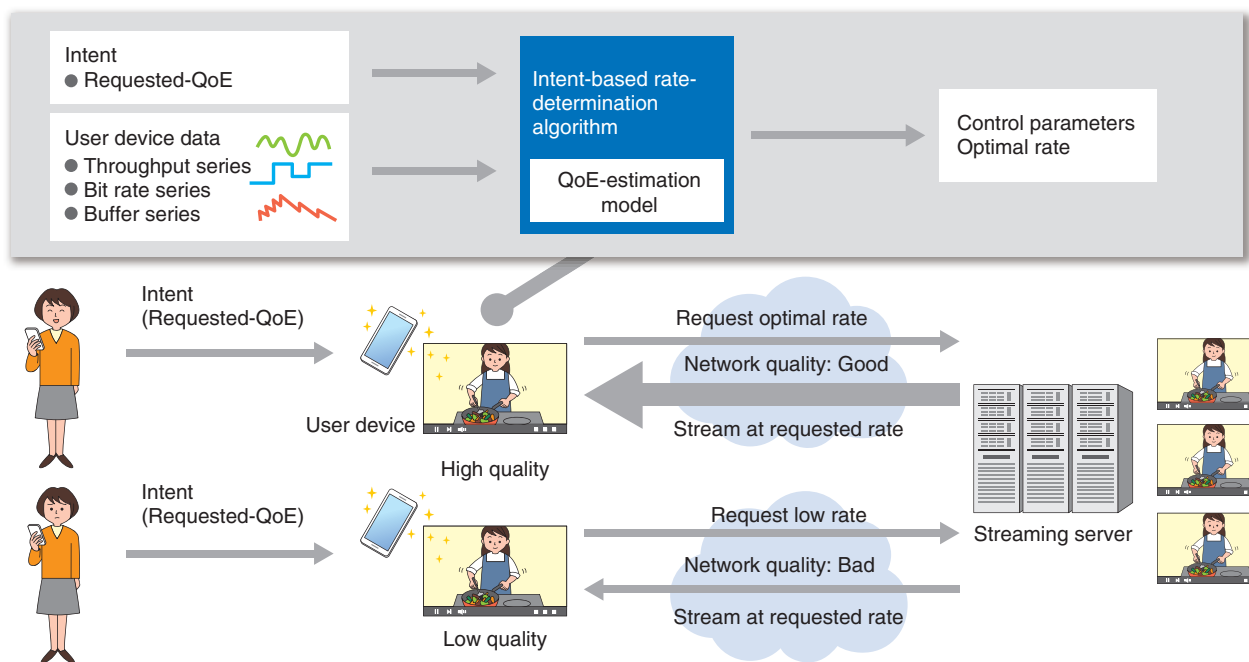 Intent
● Requested-QoE
User device data
● Throughput series
● Bit rate series
● Buffer series
Intent-based rate-
determination
algorithm
QoE-estimation
model
Control parameters
Optimal rate
Intent
(Requested-QoE)
User device
High quality
Request optimal rate
Network quality: Good
Stream at requested rate
Streaming server
Intent
(Requested-QoE)
Low quality
Request low rate
Network quality: Bad
Stream at requested rate